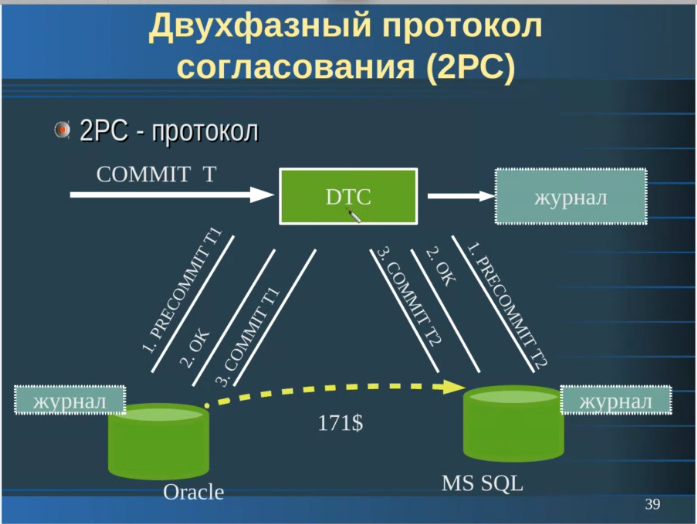 Двухфазный протокол
согласования (2PC)
2PC - протокол
COMMIT T
DTC
журнал
1. PRECOMMIT T1
2. OK
3. COMMIT T1
3. COMMIT T2
2. OK
1. PRECOMMIT T2
журнал
журнал
171$
Oracle
MS SQL
39